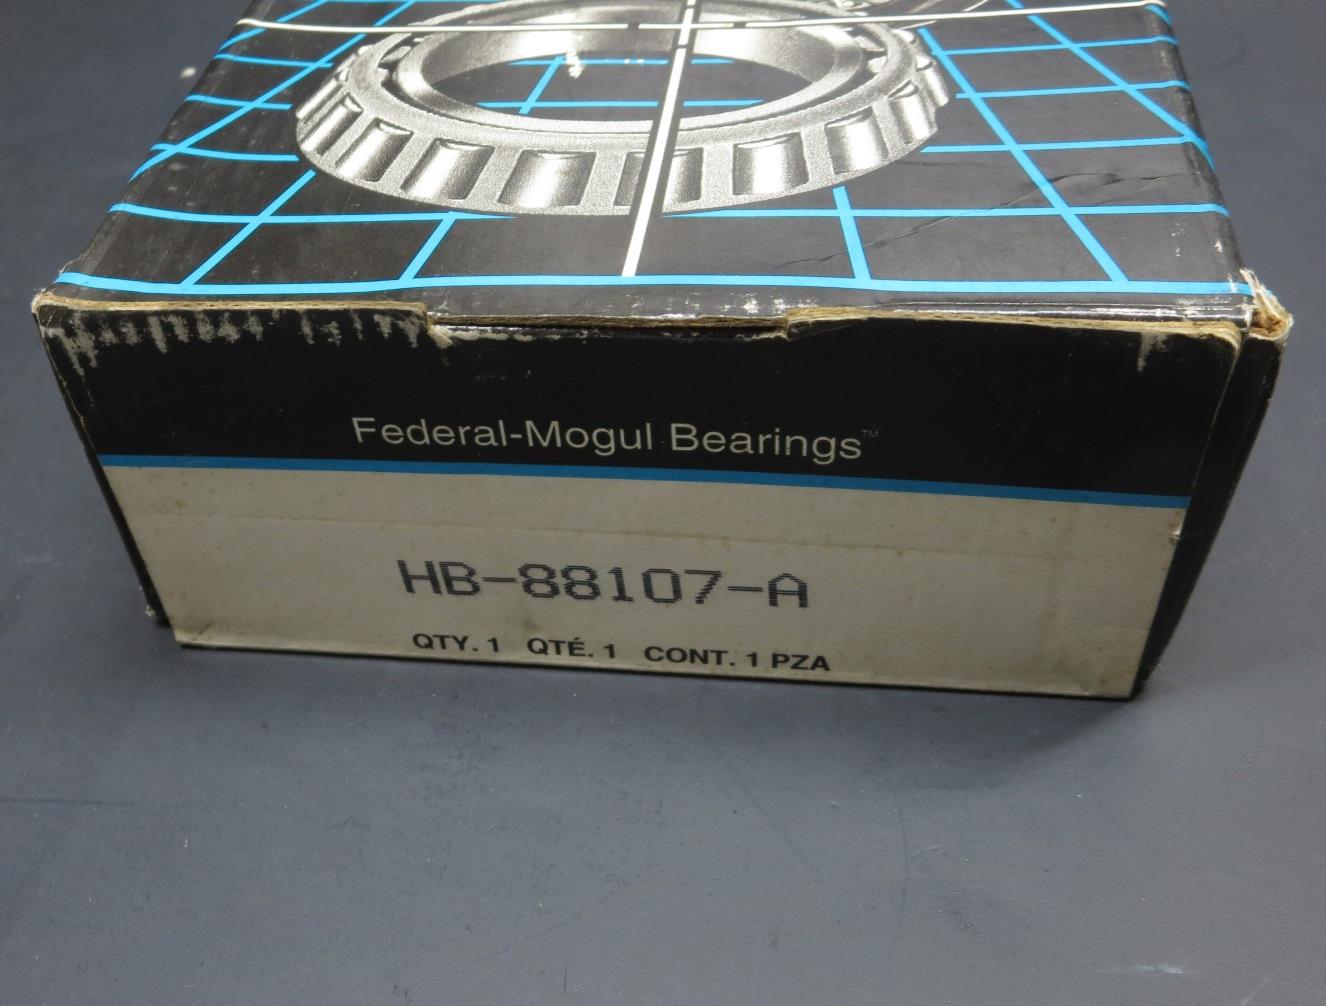 Federal-Mogul Bearings™
HB-88107-A
QTY. 1 QTÉ. 1 CONT. 1 PZA